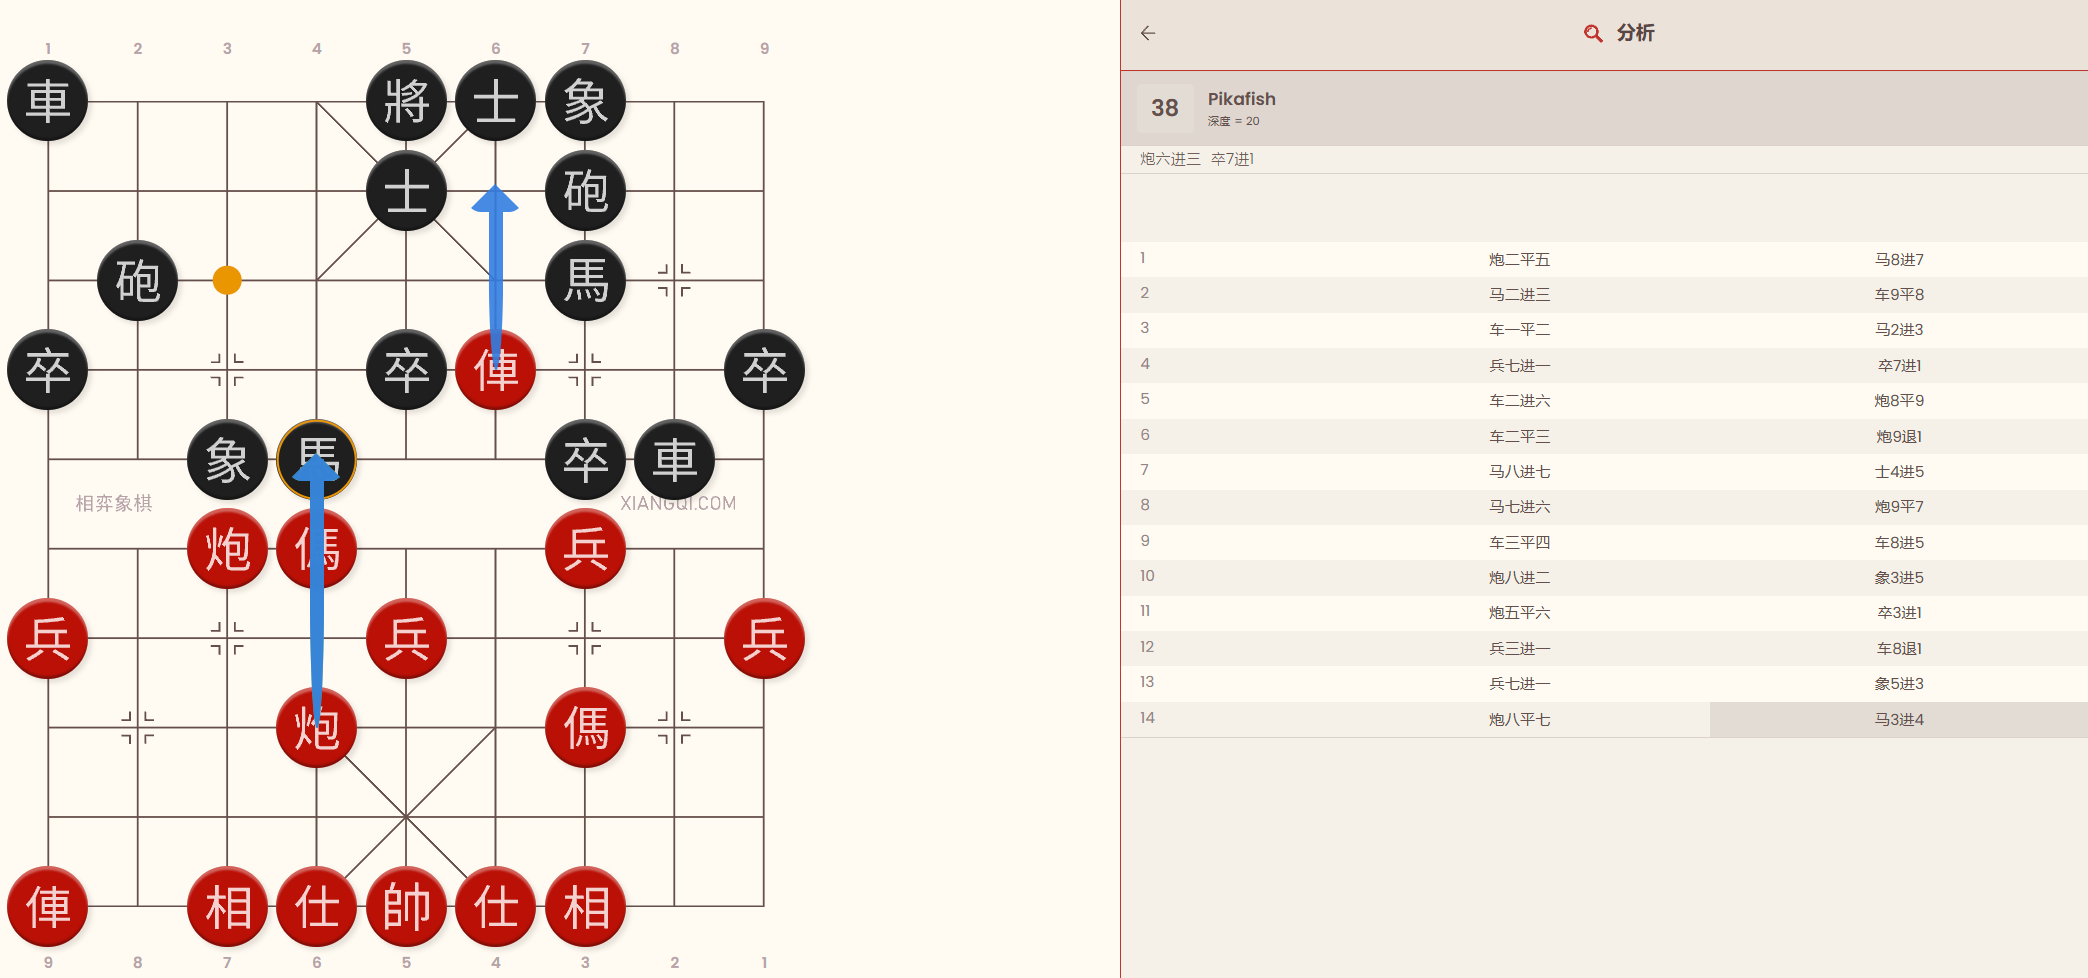 1 2 3 4 5 6 7 8 9
車 將 士 象
士 砲
砲 馬
卒 卒 俥 卒
象 馬 卒 車
相弈象棋 XIANGQI.COM
炮 傌 兵
兵 兵 兵
炮 傌
俥 相 仕 帥 仕 相
9 8 7 6 5 4 3 2 1
分析
38 Pikafish
深度 = 20
炮六进三 卒7进1
1 炮二平五 马8进7
2 马二进三 车9平8
3 车一平二 马2进3
4 兵七进一 卒7进1
5 车二进六 炮8平9
6 车二平三 炮9退1
7 马八进七 士4进5
8 马七进六 炮9平7
9 车三平四 车8进5
10 炮八进二 象3进5
11 炮五平六 卒3进1
12 兵三进一 车8退1
13 兵七进一 象5进3
14 炮八平七 马3进4